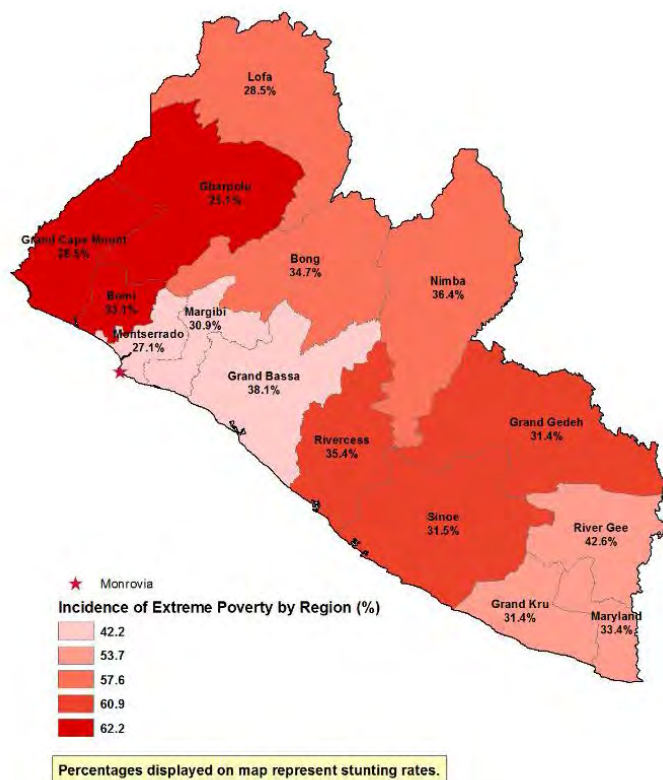 Lofa
28.5%
Gbarpolu
25.1%
Grand Cape Mount
28.5%
Bong
34.7%
Nimba
36.4%
Bomi
33.1%
Margibi
30.9%
Montserrado
27.1%
Grand Bassa
38.1%
Grand Gedeh
31.4%
Rivercess
35.4%
Sinoe
31.5%
River Gee
42.6%
Grand Kru
31.4%
Maryland
33.4%
Monrovia
Incidence of Extreme Poverty by Region (%)
42.2
53.7
57.6
60.9
62.2
Percentages displayed on map represent stunting rates.